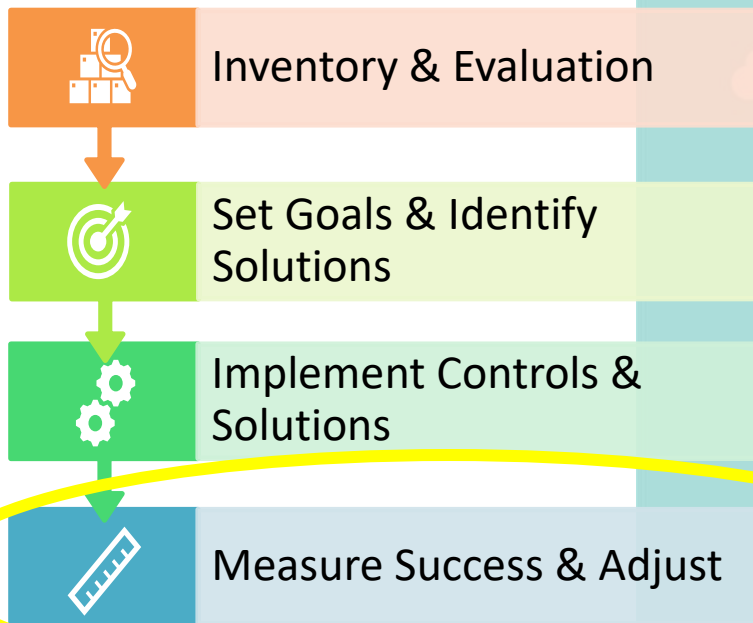 Inventory & Evaluation
Set Goals & Identify
Solutions
Implement Controls &
Solutions
Measure Success & Adjust